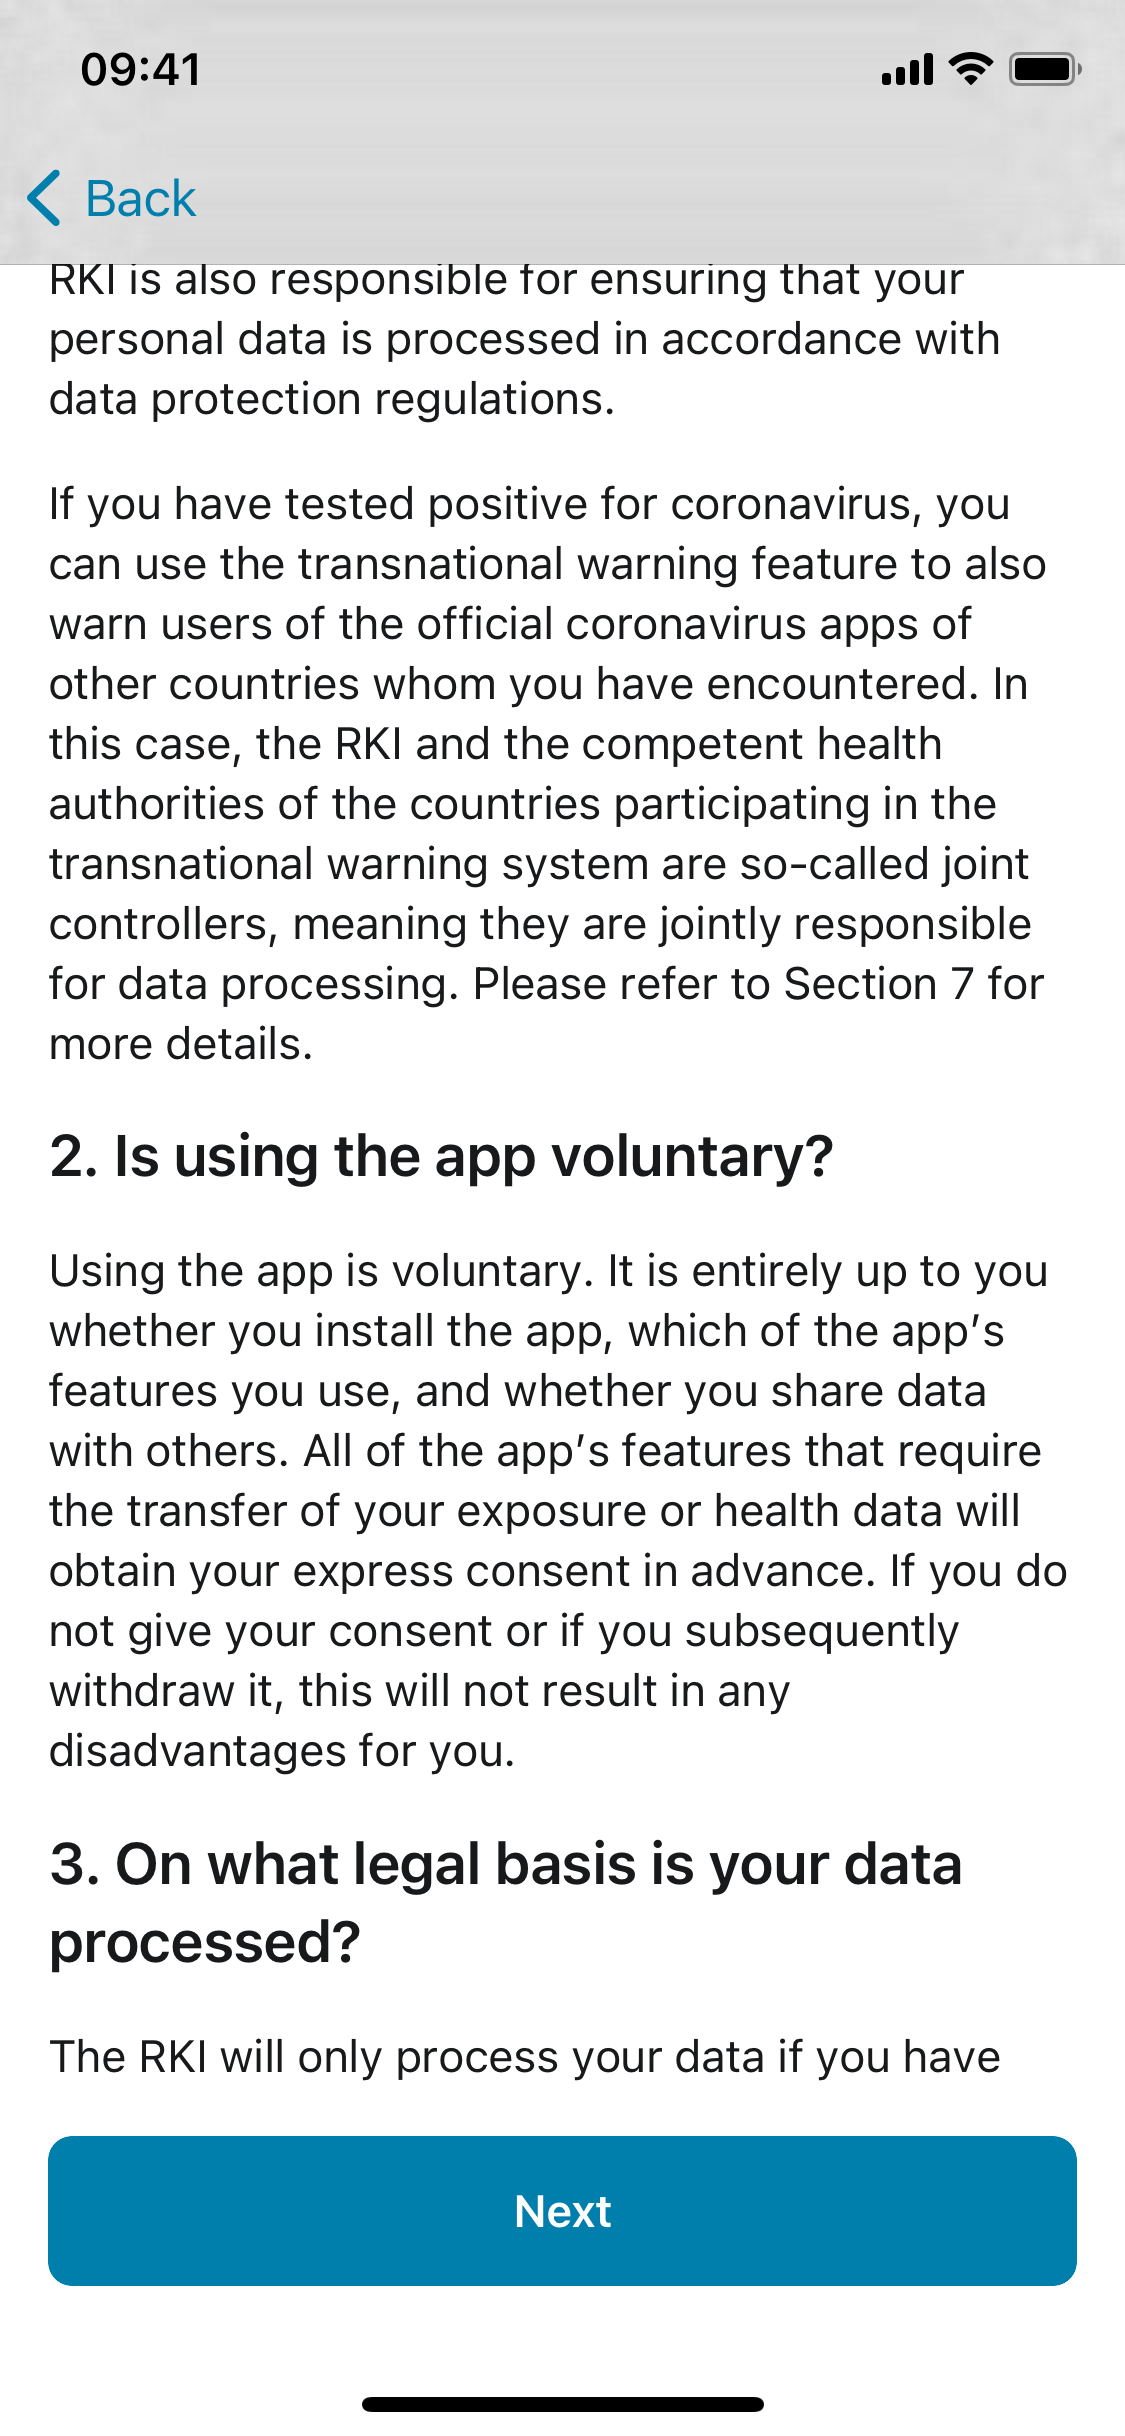 09:41
Back
RKI is also responsible for ensuring that your
personal data is processed in accordance with
data protection regulations.
If you have tested positive for coronavirus, you
can use the transnational warning feature to also
warn users of the official coronavirus apps of
other countries whom you have encountered. In
this case, the RKI and the competent health
authorities of the countries participating in the
transnational warning system are so-called joint
controllers, meaning they are jointly responsible
for data processing. Please refer to Section 7 for
more details.
2. Is using the app voluntary?
Using the app is voluntary. It is entirely up to you
whether you install the app, which of the app’s
features you use, and whether you share data
with others. All of the app’s features that require
the transfer of your exposure or health data will
obtain your express consent in advance. If you do
not give your consent or if you subsequently
withdraw it, this will not result in any
disadvantages for you.
3. On what legal basis is your data
processed?
The RKI will only process your data if you have
Next